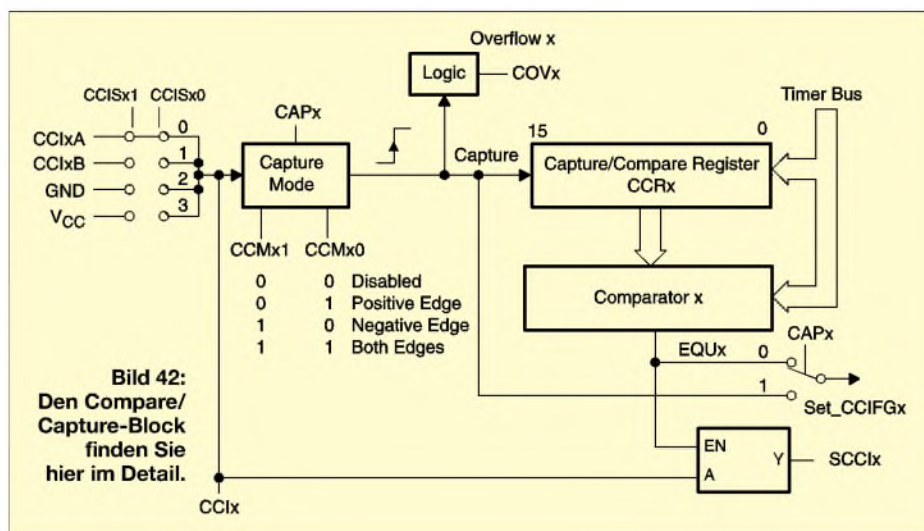 Overflow x
Logic
COVx
CCISx1 CCISx0
CCIxA 0
CCIxB 1
GND 2
VCC 3
CAPx
Capture
Mode
CCMx1 CCMx0
0 0 Disabled
0 1 Positive Edge
1 0 Negative Edge
1 1 Both Edges
Capture
15 0
Timer Bus
Capture/Compare Register
CCRx
Comparator x
EQUx
CAPx
0
1
Set_CCIFGx
EN
A
Y
SCCIx
CCIx
Bild 42:
Den Compare/
Capture-Block
finden Sie
hier im Detail.